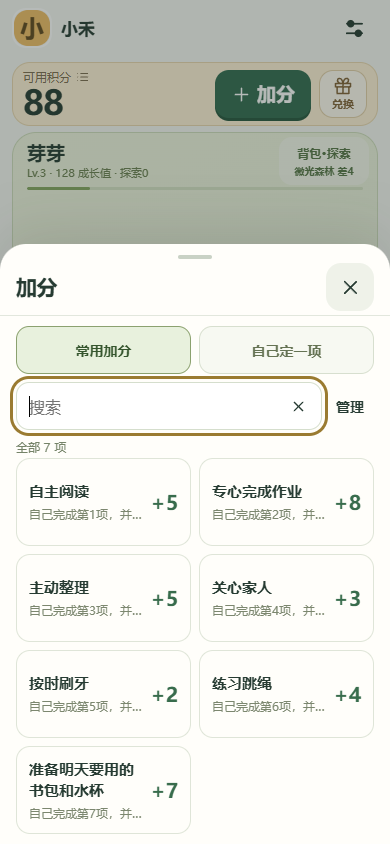 小 小禾
可用积分
88
+ 加分
兑换
芽芽
Lv.3 · 128 成长值 · 探索0
背包•探索
微光森林 差4
加分
常用加分
自己定一项
搜索
管理
全部 7 项
自主阅读
自己完成第1项，并...
+5
专心完成作业
自己完成第2项，并...
+8
主动整理
自己完成第3项，并...
+5
关心家人
自己完成第4项，并...
+3
按时刷牙
自己完成第5项，并...
+2
练习跳绳
自己完成第6项，并...
+4
准备明天要用的
书包和水杯
自己完成第7项，并...
+7